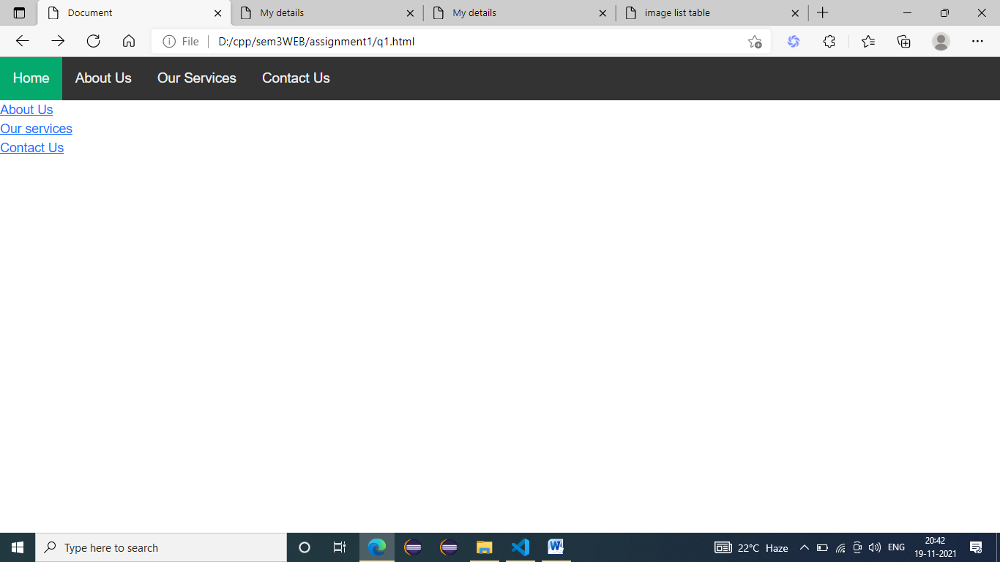 Document My details My details image list table
File D:/cpp/sem3WEB/assignment1/q1.html
Home About Us Our Services Contact Us
About Us
Our services
Contact Us
Type here to search W 22°C Haze ENG 20:42
19-11-2021